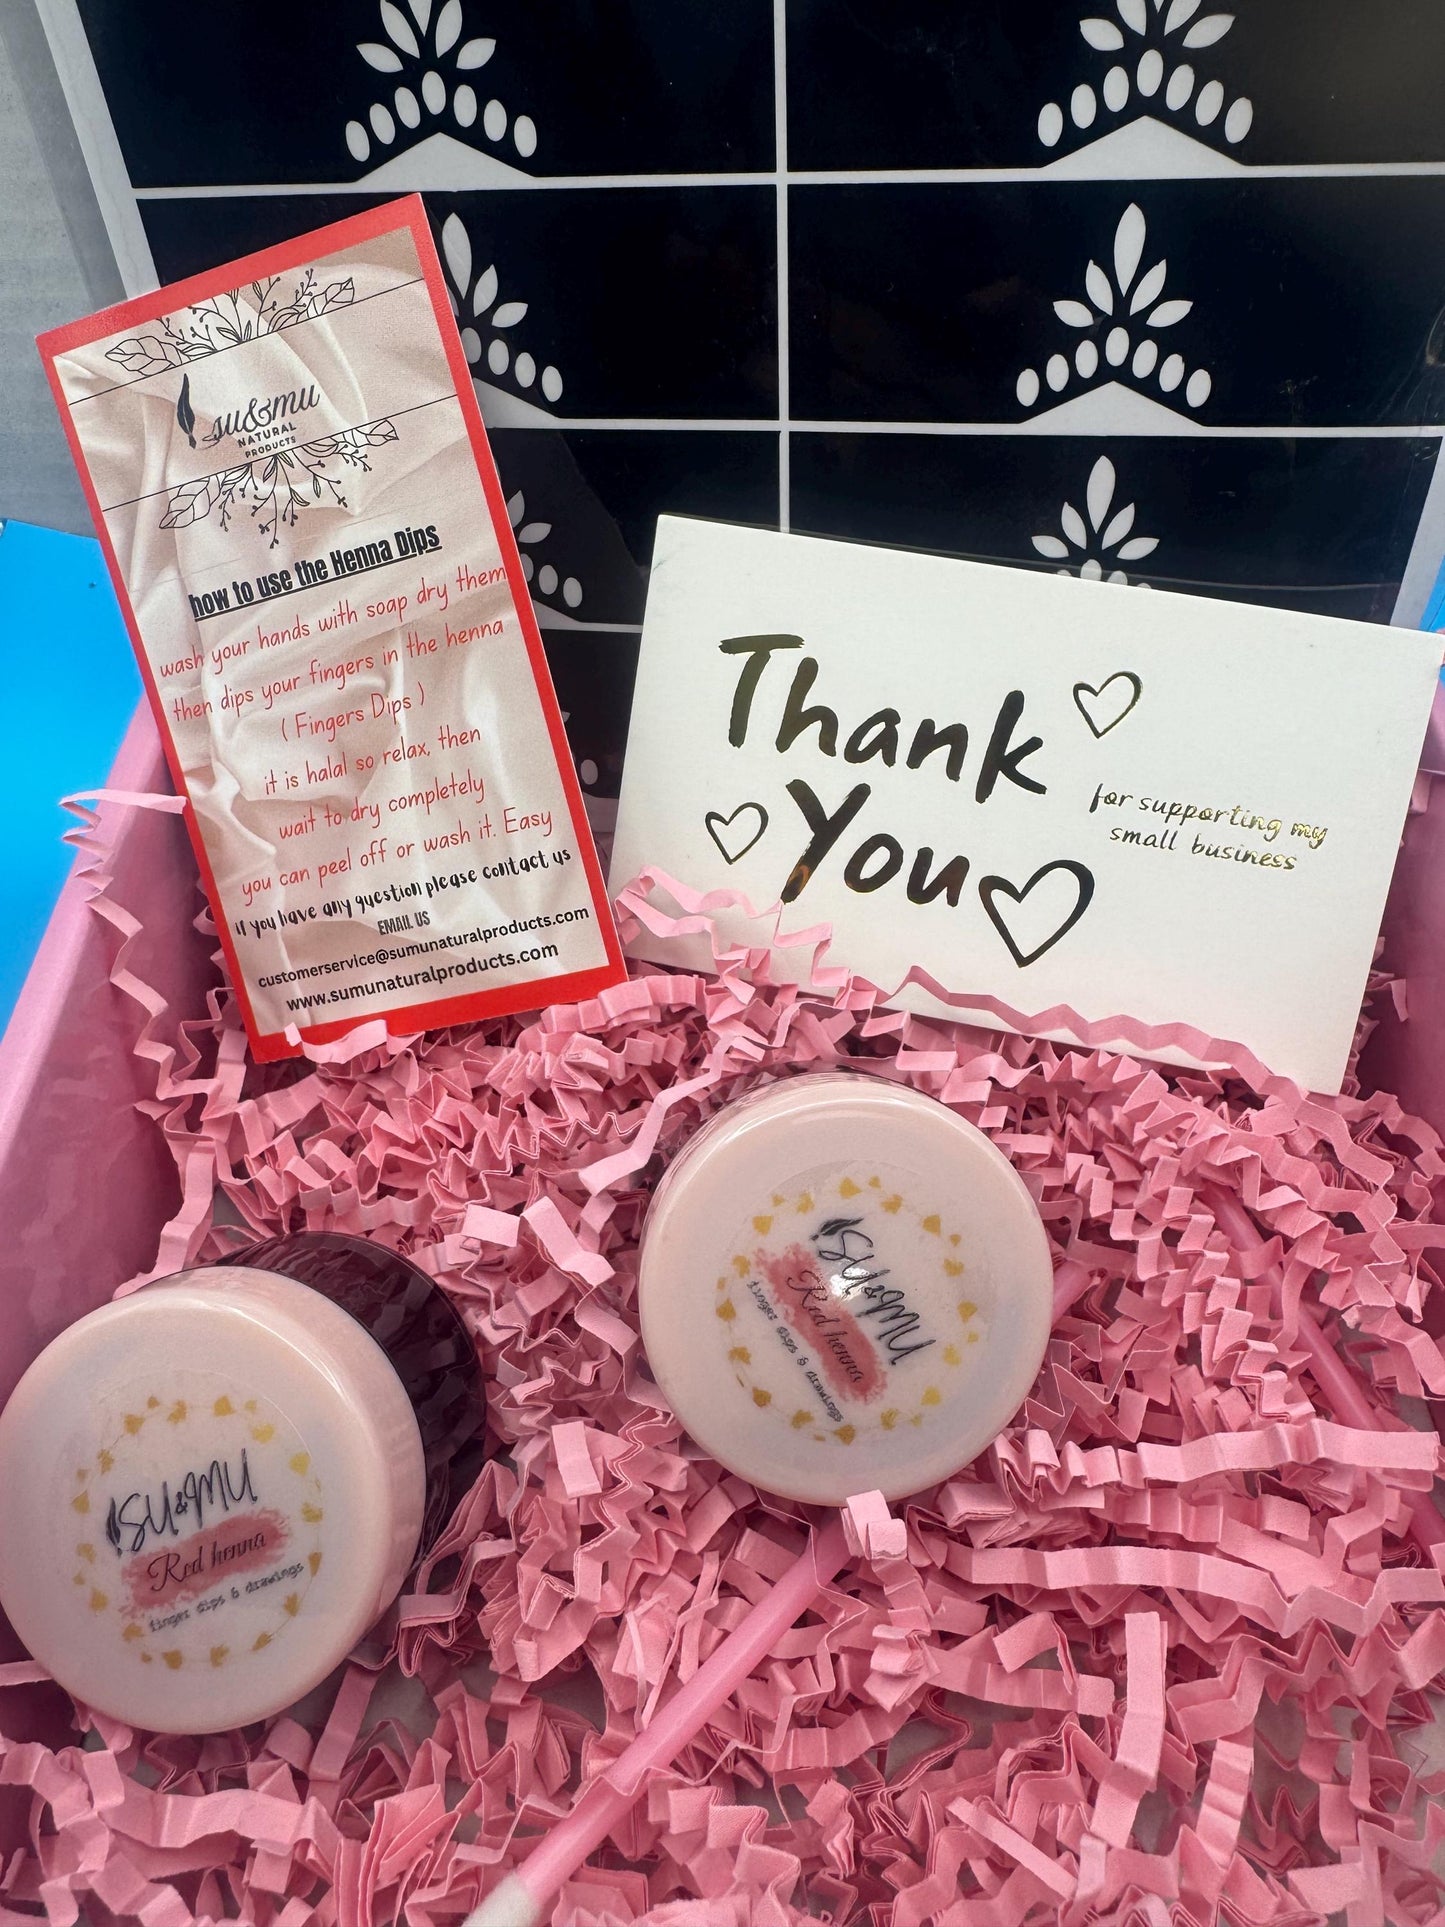 su&mu
NATURAL
PRODUCTS
how to use the Henna Dips
wash your hands with soap dry them
then dips your fingers in the henna
( Fingers Dips )
it is halal so relax, then
wait to dry completely
you can peel off or wash it. Easy
if you have any question please contact us
EMAIL US
customerservice@sumunaturalproducts.com
www.sumunaturalproducts.com
Thank
You
for supporting my
small business
SU&MU
Red henna
finger dips & drawings
SU&MU
Red henna
finger dips & drawings